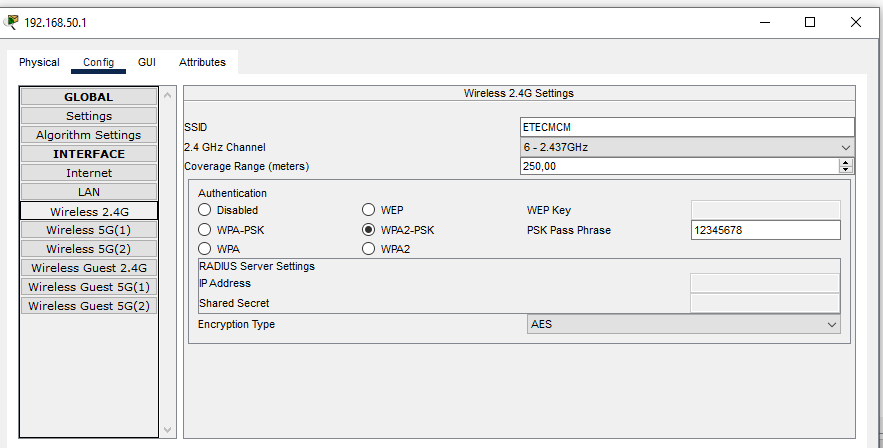 192.168.50.1
Physical Config GUI Attributes
GLOBAL
Settings
Algorithm Settings
INTERFACE
Internet
LAN
Wireless 2.4G
Wireless 5G(1)
Wireless 5G(2)
Wireless Guest 2.4G
Wireless Guest 5G(1)
Wireless Guest 5G(2)
Wireless 2.4G Settings
SSID ETECMCM
2.4 GHz Channel 6 - 2.437GHz
Coverage Range (meters) 250,00
Authentication
Disabled WEP WEP Key
WPA-PSK WPA2-PSK PSK Pass Phrase 12345678
WPA WPA2
RADIUS Server Settings
IP Address
Shared Secret
Encryption Type AES